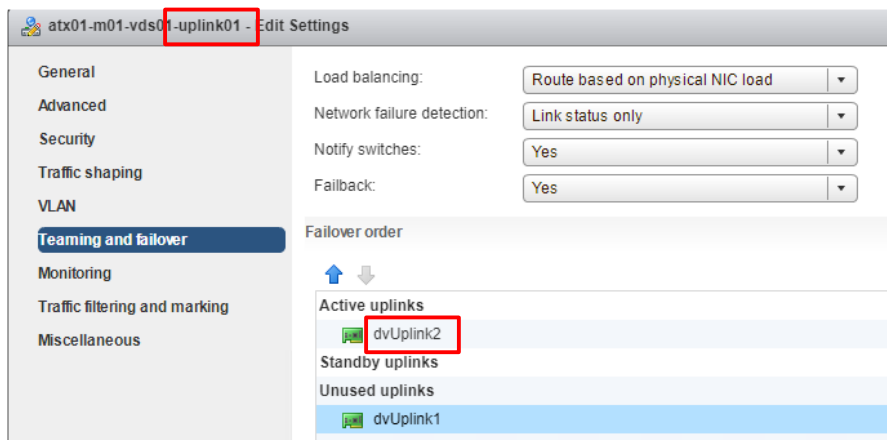 atx01-m01-vds01-uplink01 - Edit Settings
General
Advanced
Security
Traffic shaping
VLAN
Teaming and failover
Monitoring
Traffic filtering and marking
Miscellaneous
Load balancing: Route based on physical NIC load
Network failure detection: Link status only
Notify switches: Yes
Failback: Yes
Failover order
Active uplinks
dvUplink2
Standby uplinks
Unused uplinks
dvUplink1